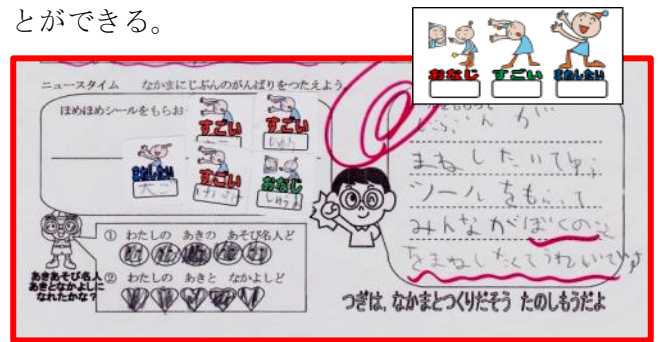 とができる。
おなじ すごい まねしたい
ニュースタイム なかまにじぶんのがんばりをつたえよう
ほめほめシールをもらお
すごい すごい
まねしたい すごい おなじ
大こ
まねしたいてゆう
シールをもらって
みんながぼくのこと
をまねしたくてうれしいです
① わたしの あきの あそび名人ど
② わたしの あきと なかよしど
あきあそび名人
あきとなかよしに
なれたかな?
つぎは, なかまとつくりだそう たのしもうだよ